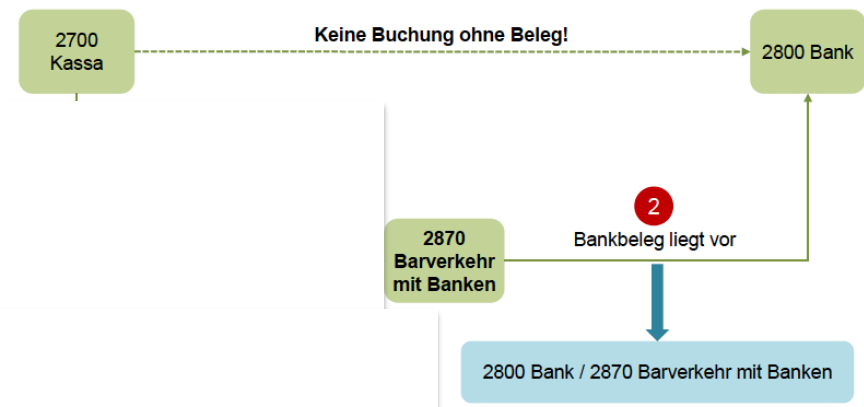 2700
Kassa
Keine Buchung ohne Beleg!
2800 Bank
2
Bankbeleg liegt vor
2870
Barverkehr
mit Banken
2800 Bank / 2870 Barverkehr mit Banken